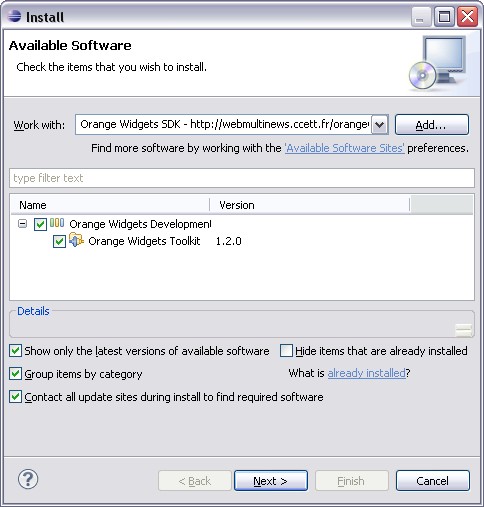 Install
Available Software
Check the items that you wish to install.
Work with: Orange Widgets SDK - http://webmultinews.ccett.fr/orange Add...
Find more software by working with the 'Available Software Sites' preferences.
type filter text
Name Version
Orange Widgets Development
Orange Widgets Toolkit 1.2.0
Details
Show only the latest versions of available software Hide items that are already installed
Group items by category What is already installed?
Contact all update sites during install to find required software
? < Back Next > Finish Cancel